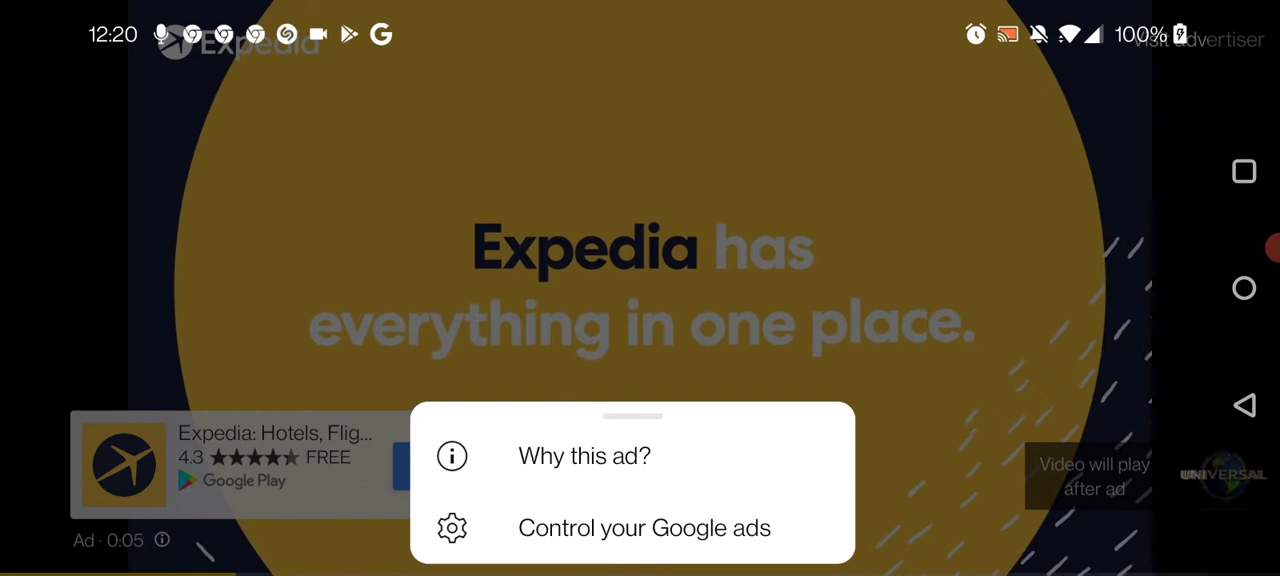 12:20
100%
Expedia
Visit advertiser
Expedia has
everything in one place.
Expedia: Hotels, Flig...
4.3 FREE
Google Play
Why this ad?
Video will play
after ad
UNIVERSAL
Control your Google ads
Ad · 0:05